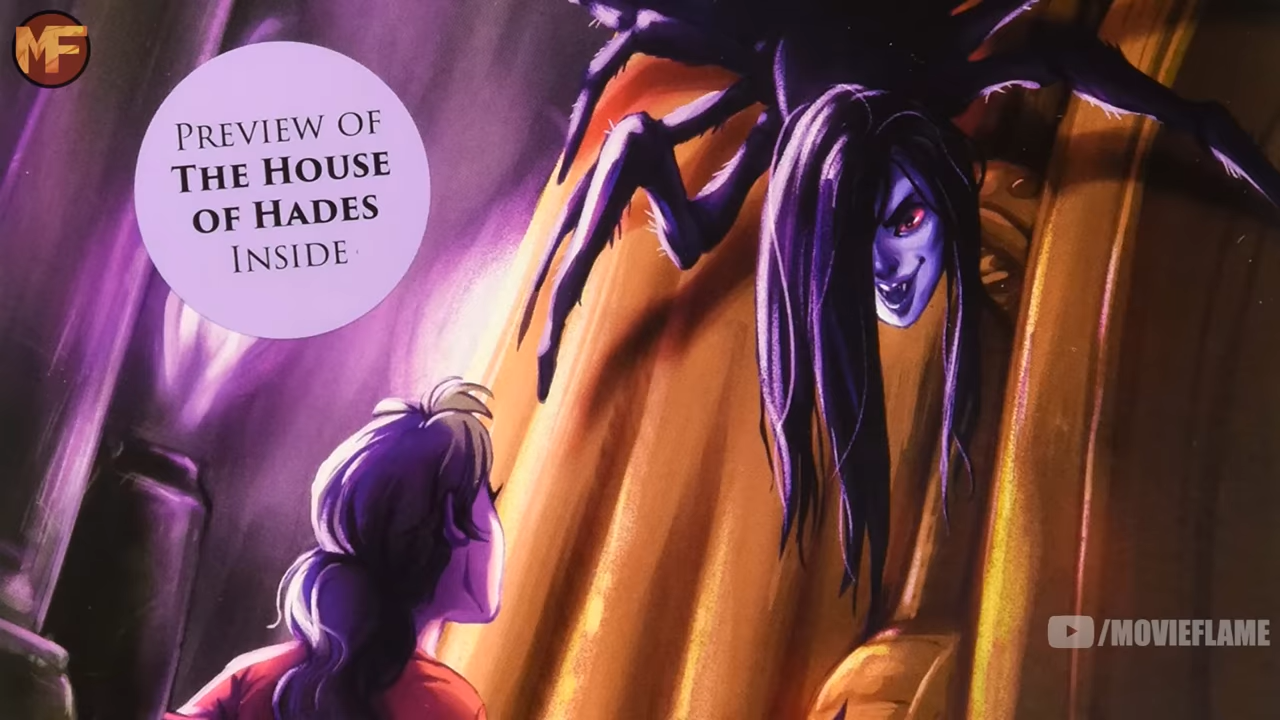 MF
PREVIEW OF
THE HOUSE
OF HADES
INSIDE
/MOVIEFLAME